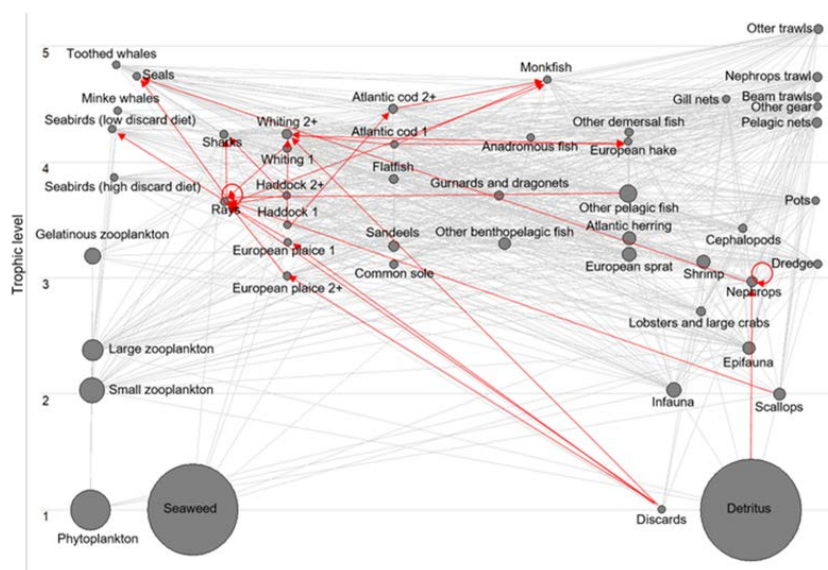 Otter trawls
5
Toothed whales
Seals
Monkfish
Nephrops trawl
Minke whales
Atlantic cod 2+
Gill nets
Beam trawls
Other gear
Seabirds (low discard diet)
Whiting 2+
Other demersal fish
Pelagic nets
Sharks
Atlantic cod 1
Anadromous fish
European hake
4
Whiting 1
Flatfish
Seabirds (high discard diet)
Haddock 2+
Gurnards and dragonets
Pots
Rays
Haddock 1
Other pelagic fish
Gelatinous zooplankton
Sandeels
Other benthopelagic fish
Atlantic herring
Cephalopods
European plaice 1
Common sole
European sprat
Shrimp
Dredge
3
European plaice 2+
Nephrops
Trophic level
Lobsters and large crabs
Large zooplankton
Epifauna
Small zooplankton
2
Infauna
Scallops
Seaweed
Detritus
1
Discards
Phytoplankton